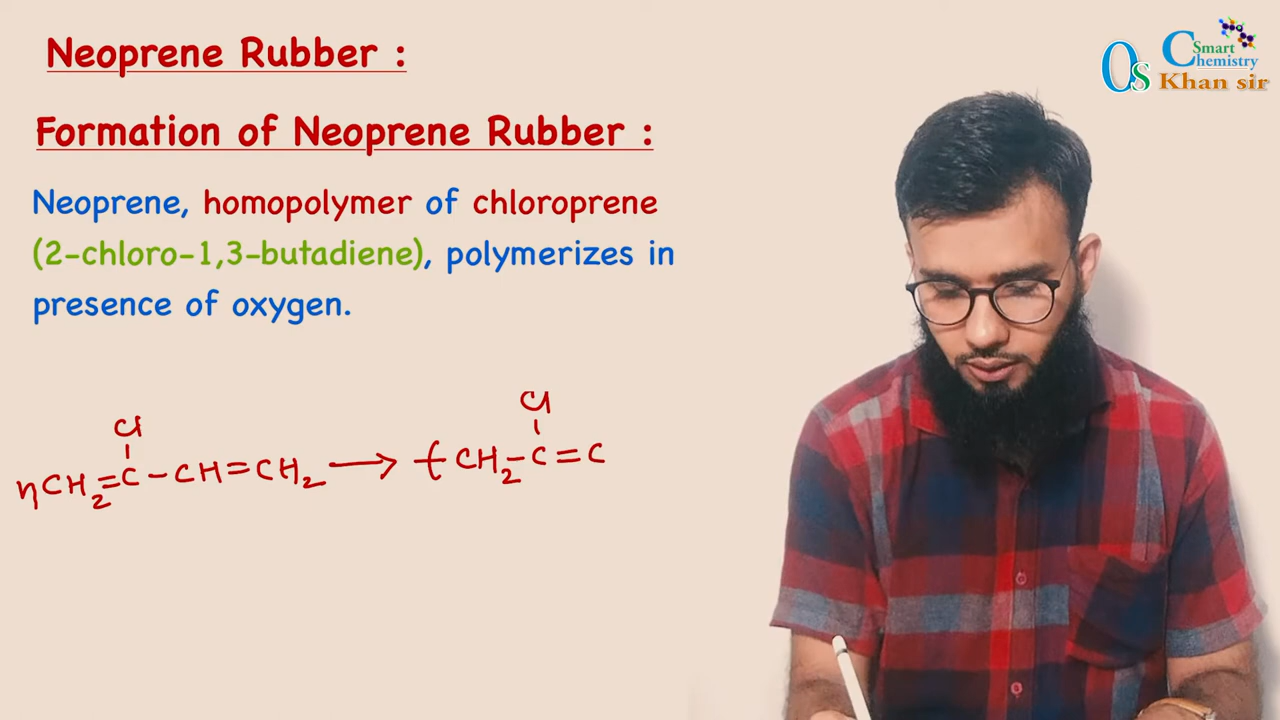 Neoprene Rubber :
OS Smart Chemistry
Khan sir
Formation of Neoprene Rubber :
Neoprene, homopolymer of chloroprene
(2-chloro-1,3-butadiene), polymerizes in
presence of oxygen.
Cl Cl
nCH₂=C-CH=CH₂ ⟶ (CH₂-C=C